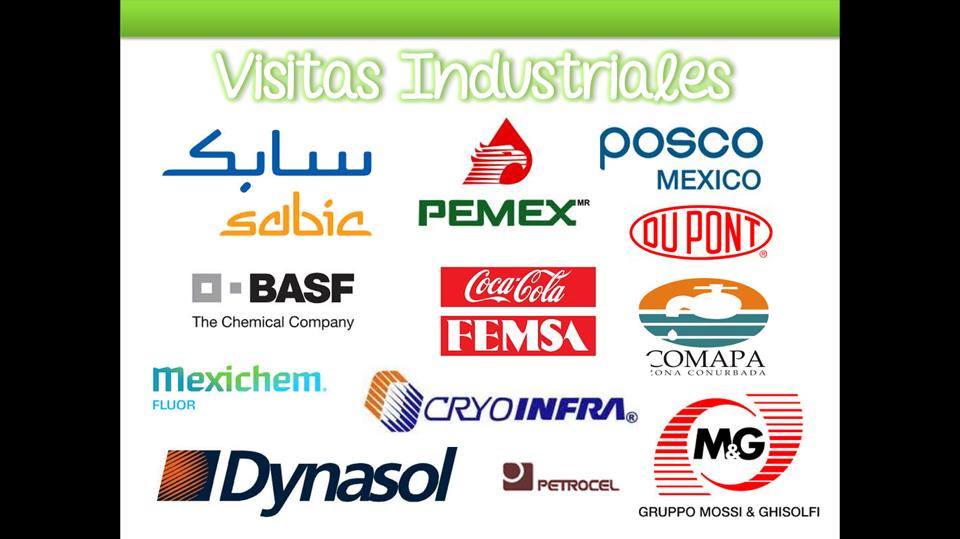 Visitas Industriales
سابك
sabic
PEMEX MR
posco
MEXICO
DU PONT ®
BASF
The Chemical Company
Coca-Cola
FEMSA
COMAPA
ZONA CONURBADA
Mexichem.
FLUOR
CRYOINFRA ®
M&G
GRUPPO MOSSI & GHISOLFI
Dynasol
PETROCEL